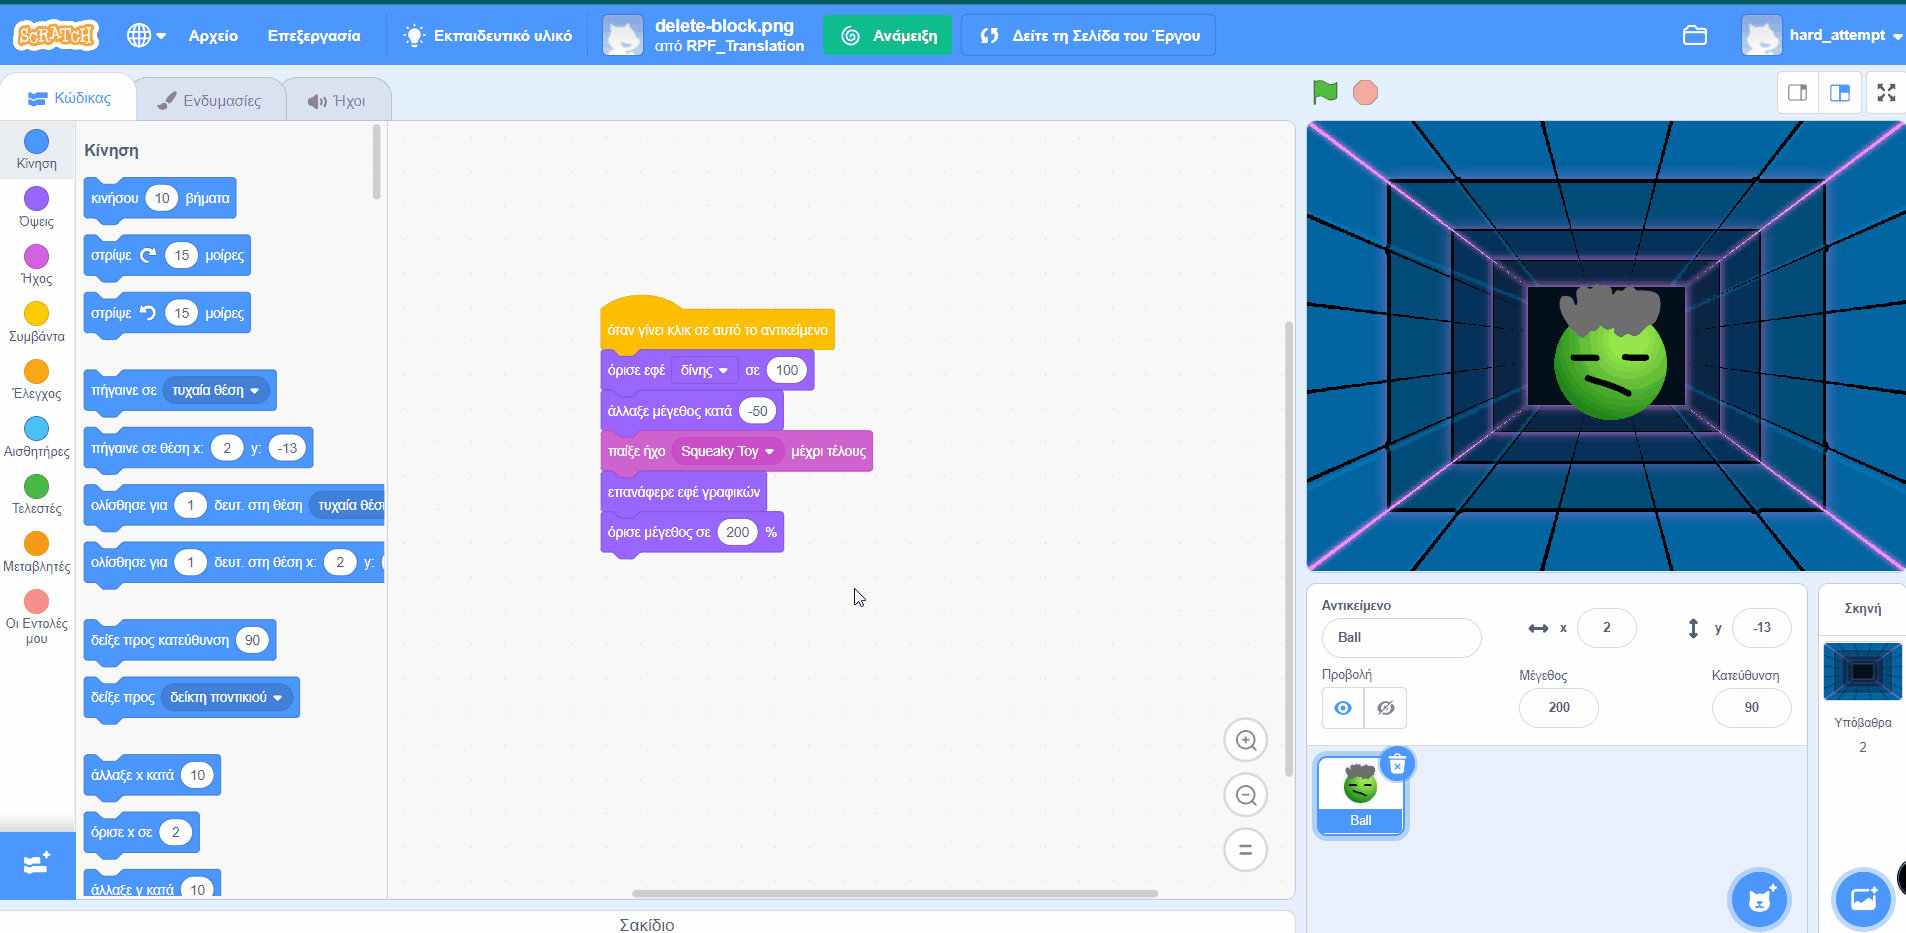 SCRATCH
Αρχείο
Επεξεργασία
Εκπαιδευτικό υλικό
delete-block.png
από RPF_Translation
Ανάμειξη
Δείτε τη Σελίδα του Έργου
hard_attempt
Κώδικας
Ενδυμασίες
Ήχοι
Κίνηση
Όψεις
Ήχος
Συμβάντα
Έλεγχος
Αισθητήρες
Τελεστές
Μεταβλητές
Οι Εντολές
μου
Κίνηση
κινήσου 10 βήματα
στρίψε 15 μοίρες
στρίψε 15 μοίρες
πήγαινε σε τυχαία θέση
πήγαινε σε θέση x: 2 y: -13
ολίσθησε για 1 δευτ. στη θέση τυχαία θέση
ολίσθησε για 1 δευτ. στη θέση x: 2 y:
δείξε προς κατεύθυνση 90
δείξε προς δείκτη ποντικιού
άλλαξε x κατά 10
όρισε x σε 2
άλλαξε y κατά 10
όταν γίνει κλικ σε αυτό το αντικείμενο
όρισε εφέ δίνης σε 100
άλλαξε μέγεθος κατά -50
παίξε ήχο Squeaky Toy μέχρι τέλους
επανάφερε εφέ γραφικών
όρισε μέγεθος σε 200 %
Σακίδιο
Αντικείμενο
Ball
x 2
y -13
Προβολή
Μέγεθος
200
Κατεύθυνση
90
Ball
Σκηνή
Υπόβαθρα
2